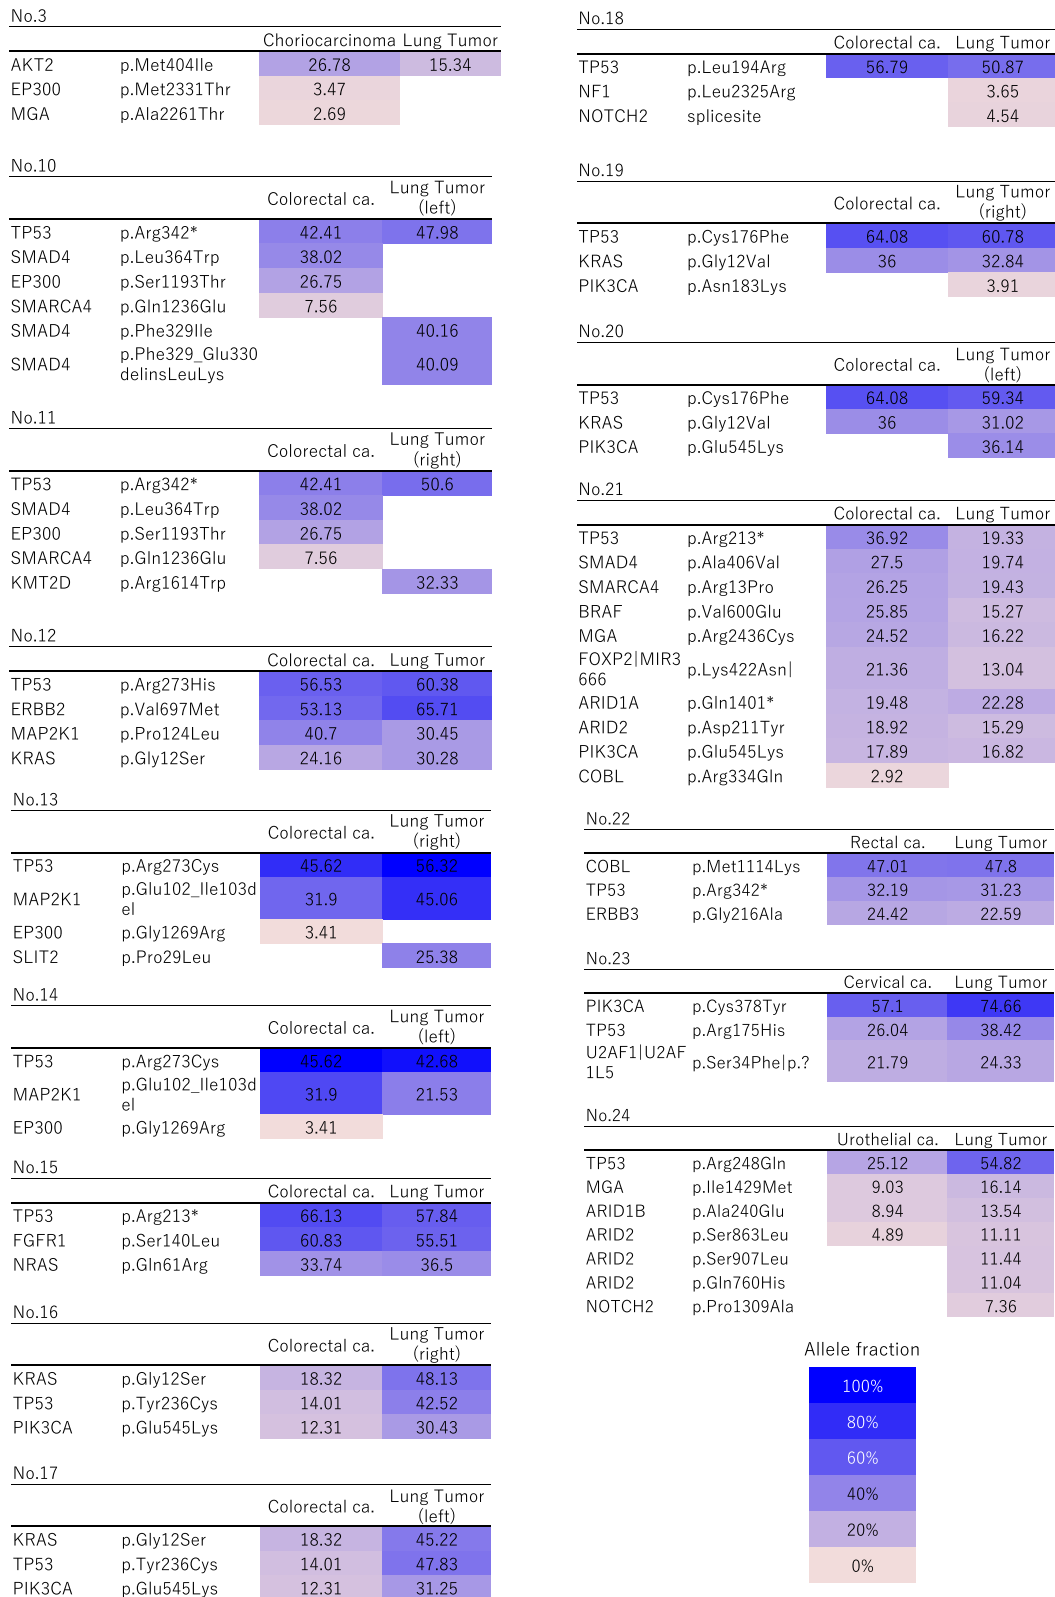 No.3
Choriocarcinoma Lung Tumor
AKT2 p.Met404Ile 26.78 15.34
EP300 p.Met2331Thr 3.47
MGA p.Ala2261Thr 2.69
No.10
Colorectal ca. Lung Tumor
(left)
TP53 p.Arg342* 42.41 47.98
SMAD4 p.Leu364Trp 38.02
EP300 p.Ser1193Thr 26.75
SMARCA4 p.Gln1236Glu 7.56
SMAD4 p.Phe329Ile 40.16
SMAD4 p.Phe329_Glu330
delinsLeuLys 40.09
No.11
Colorectal ca. Lung Tumor
(right)
TP53 p.Arg342* 42.41 50.6
SMAD4 p.Leu364Trp 38.02
EP300 p.Ser1193Thr 26.75
SMARCA4 p.Gln1236Glu 7.56
KMT2D p.Arg1614Trp 32.33
No.12
Colorectal ca. Lung Tumor
TP53 p.Arg273His 56.53 60.38
ERBB2 p.Val697Met 53.13 65.71
MAP2K1 p.Pro124Leu 40.7 30.45
KRAS p.Gly12Ser 24.16 30.28
No.13
Colorectal ca. Lung Tumor
(right)
TP53 p.Arg273Cys 45.62 56.32
MAP2K1 p.Glu102_Ile103d
el 31.9 45.06
EP300 p.Gly1269Arg 3.41
SLIT2 p.Pro29Leu 25.38
No.14
Colorectal ca. Lung Tumor
(left)
TP53 p.Arg273Cys 45.62 42.68
MAP2K1 p.Glu102_Ile103d
el 31.9 21.53
EP300 p.Gly1269Arg 3.41
No.15
Colorectal ca. Lung Tumor
TP53 p.Arg213* 66.13 57.84
FGFR1 p.Ser140Leu 60.83 55.51
NRAS p.Gln61Arg 33.74 36.5
No.16
Colorectal ca. Lung Tumor
(right)
KRAS p.Gly12Ser 18.32 48.13
TP53 p.Tyr236Cys 14.01 42.52
PIK3CA p.Glu545Lys 12.31 30.43
No.17
Colorectal ca. Lung Tumor
(left)
KRAS p.Gly12Ser 18.32 45.22
TP53 p.Tyr236Cys 14.01 47.83
PIK3CA p.Glu545Lys 12.31 31.25
No.18
Colorectal ca. Lung Tumor
TP53 p.Leu194Arg 56.79 50.87
NF1 p.Leu2325Arg 3.65
NOTCH2 splicesite 4.54
No.19
Colorectal ca. Lung Tumor
(right)
TP53 p.Cys176Phe 64.08 60.78
KRAS p.Gly12Val 36 32.84
PIK3CA p.Asn183Lys 3.91
No.20
Colorectal ca. Lung Tumor
(left)
TP53 p.Cys176Phe 64.08 59.34
KRAS p.Gly12Val 36 31.02
PIK3CA p.Glu545Lys 36.14
No.21
Colorectal ca. Lung Tumor
TP53 p.Arg213* 36.92 19.33
SMAD4 p.Ala406Val 27.5 19.74
SMARCA4 p.Arg13Pro 26.25 19.43
BRAF p.Val600Glu 25.85 15.27
MGA p.Arg2436Cys 24.52 16.22
FOXP2|MIR3
666 p.Lys422Asn| 21.36 13.04
ARID1A p.Gln1401* 19.48 22.28
ARID2 p.Asp211Tyr 18.92 15.29
PIK3CA p.Glu545Lys 17.89 16.82
COBL p.Arg334Gln 2.92
No.22
Rectal ca. Lung Tumor
COBL p.Met1114Lys 47.01 47.8
TP53 p.Arg342* 32.19 31.23
ERBB3 p.Gly216Ala 24.42 22.59
No.23
Cervical ca. Lung Tumor
PIK3CA p.Cys378Tyr 57.1 74.66
TP53 p.Arg175His 26.04 38.42
U2AF1|U2AF
1L5 p.Ser34Phe|p.? 21.79 24.33
No.24
Urothelial ca. Lung Tumor
TP53 p.Arg248Gln 25.12 54.82
MGA p.Ile1429Met 9.03 16.14
ARID1B p.Ala240Glu 8.94 13.54
ARID2 p.Ser863Leu 4.89 11.11
ARID2 p.Ser907Leu 11.44
ARID2 p.Gln760His 11.04
NOTCH2 p.Pro1309Ala 7.36
Allele fraction
100%
80%
60%
40%
20%
0%